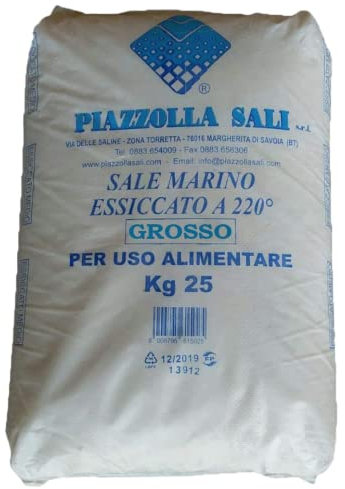 ®
PIAZZOLLA SALI s.r.l.
VIA DELLE SALINE - ZONA TORRETTA - 76016 MARGHERITA DI SAVOIA (BT)
Tel. 0883.654009 - Fax 0883.656306
www.piazzollasali.com - Email: info@piazzollasali.com
SALE MARINO
ESSICCATO A 220°
GROSSO
PER USO ALIMENTARE
Kg 25
12/2019
13912